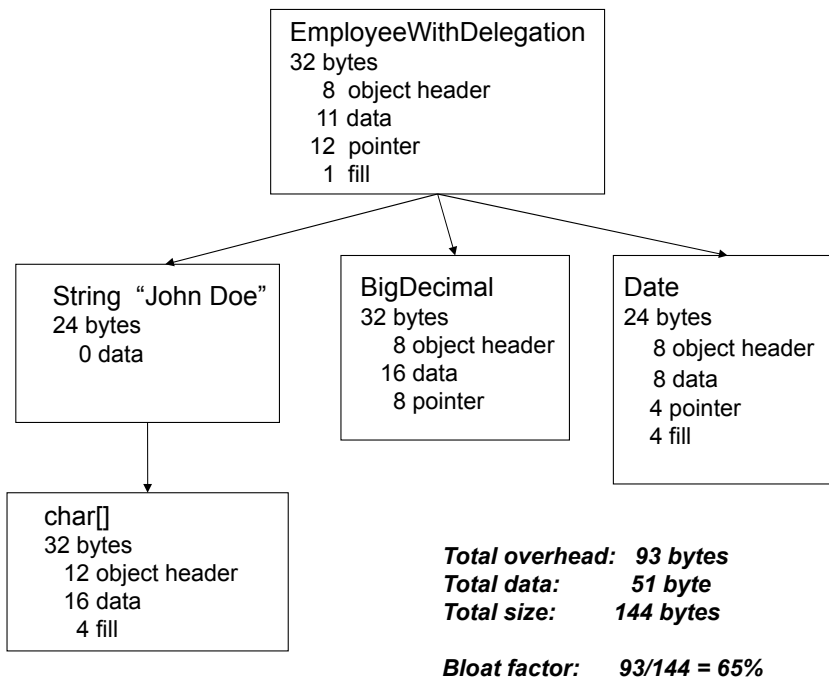 EmployeeWithDelegation
32 bytes
8 object header
11 data
12 pointer
1 fill
String “John Doe”
24 bytes
0 data
BigDecimal
32 bytes
8 object header
16 data
8 pointer
Date
24 bytes
8 object header
8 data
4 pointer
4 fill
char[]
32 bytes
12 object header
16 data
4 fill
Total overhead: 93 bytes
Total data: 51 byte
Total size: 144 bytes
Bloat factor: 93/144 = 65%